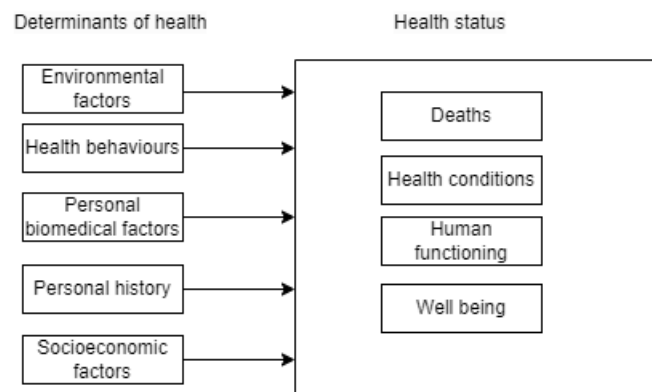 Determinants of health
Health status
Environmental
factors
Health behaviours
Personal
biomedical factors
Personal history
Socioeconomic
factors
Deaths
Health conditions
Human
functioning
Well being